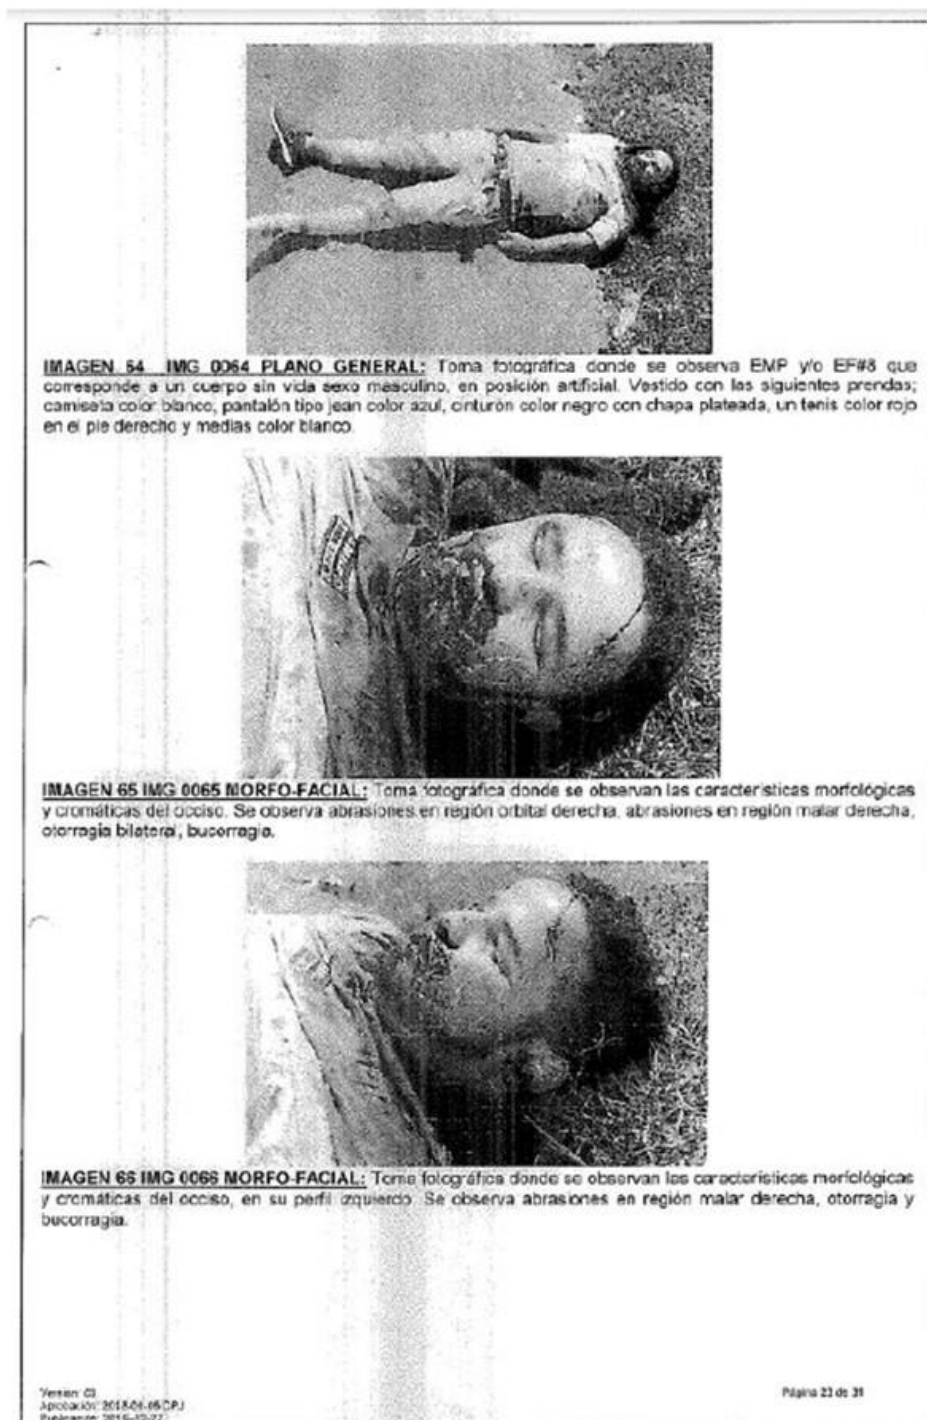 IMAGEN 64 IMG 0064 PLANO GENERAL: Toma fotográfica donde se observa EMP y/o EF#8 que
corresponde a un cuerpo sin vida sexo masculino, en posición artificial. Vestido con las siguientes prendas;
camiseta color blanco, pantalón tipo jean color azul, cinturón color negro con chapa plateada, un tenis color rojo
en el pie derecho y medias color blanco.
IMAGEN 65 IMG 0065 MORFO-FACIAL: Toma fotográfica donde se observan las características morfológicas
y cromáticas del occiso. Se observa abrasiones en región orbital derecha, abrasiones en región malar derecha,
otorragia bilateral, bucorragia.
IMAGEN 66 IMG 0066 MORFO-FACIAL: Toma fotográfica donde se observan las características morfológicas
y cromáticas del occiso, en su perfil izquierdo. Se observa abrasiones en región malar derecha, otorragia y
bucorragia.
Versión: 03
Página 23 de 31